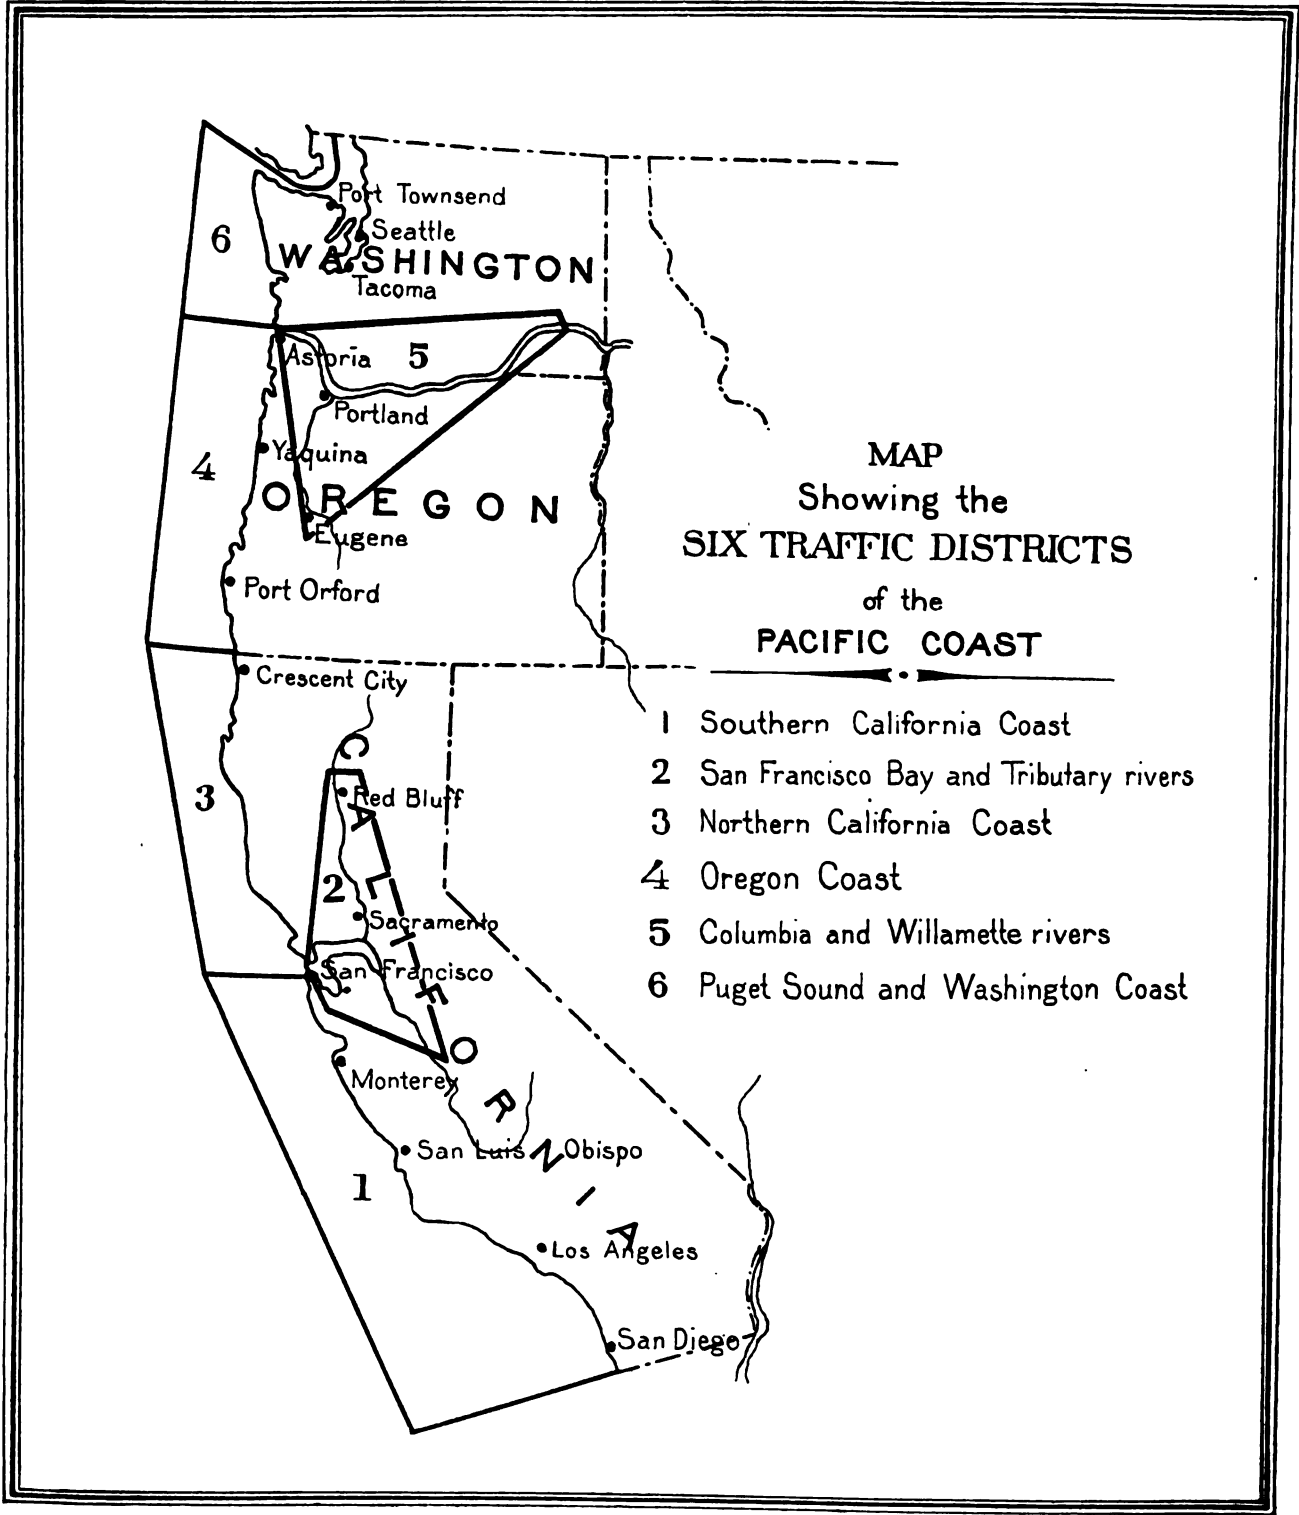 Port Townsend
6
Seattle
WASHINGTON
Tacoma
Astoria
5
Portland
4
Yaquina
OREGON
Eugene
Port Orford
Crescent City
CALIFORNIA
3
Red Bluff
2
Sacramento
San Francisco
Monterey
San Luis Obispo
1
Los Angeles
San Diego
MAP
Showing the
SIX TRAFFIC DISTRICTS
of the
PACIFIC COAST
1 Southern California Coast
2 San Francisco Bay and Tributary rivers
3 Northern California Coast
4 Oregon Coast
5 Columbia and Willamette rivers
6 Puget Sound and Washington Coast